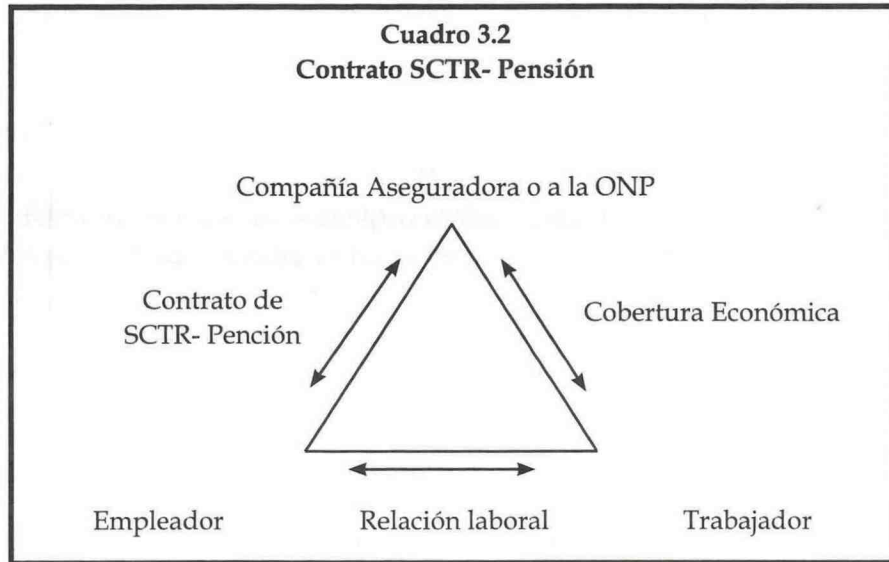 Cuadro 3.2
Contrato SCTR- Pensión
Compañía Aseguradora o a la ONP
Contrato de
SCTR- Pención
Cobertura Económica
Empleador
Relación laboral
Trabajador